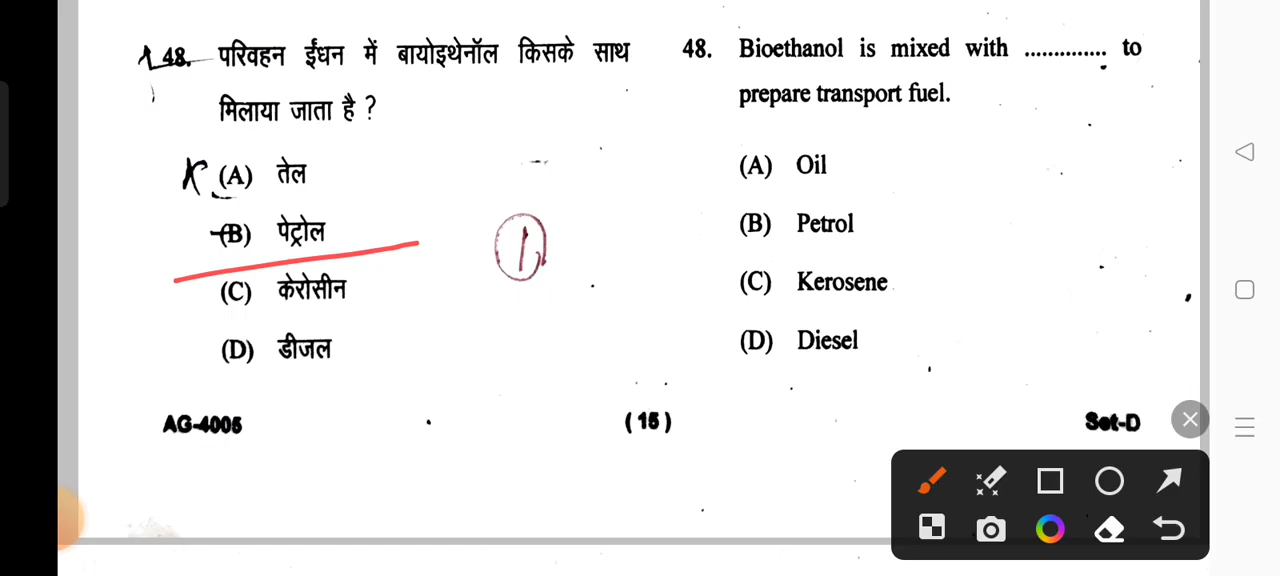 48. परिवहन ईंधन में बायोइथेनॉल किसके साथ
मिलाया जाता है ?
(A) तेल
(B) पेट्रोल
(C) केरोसीन
(D) डीजल
1
48. Bioethanol is mixed with .............. to
prepare transport fuel.
(A) Oil
(B) Petrol
(C) Kerosene
(D) Diesel
AG-4005 (15) Set-D